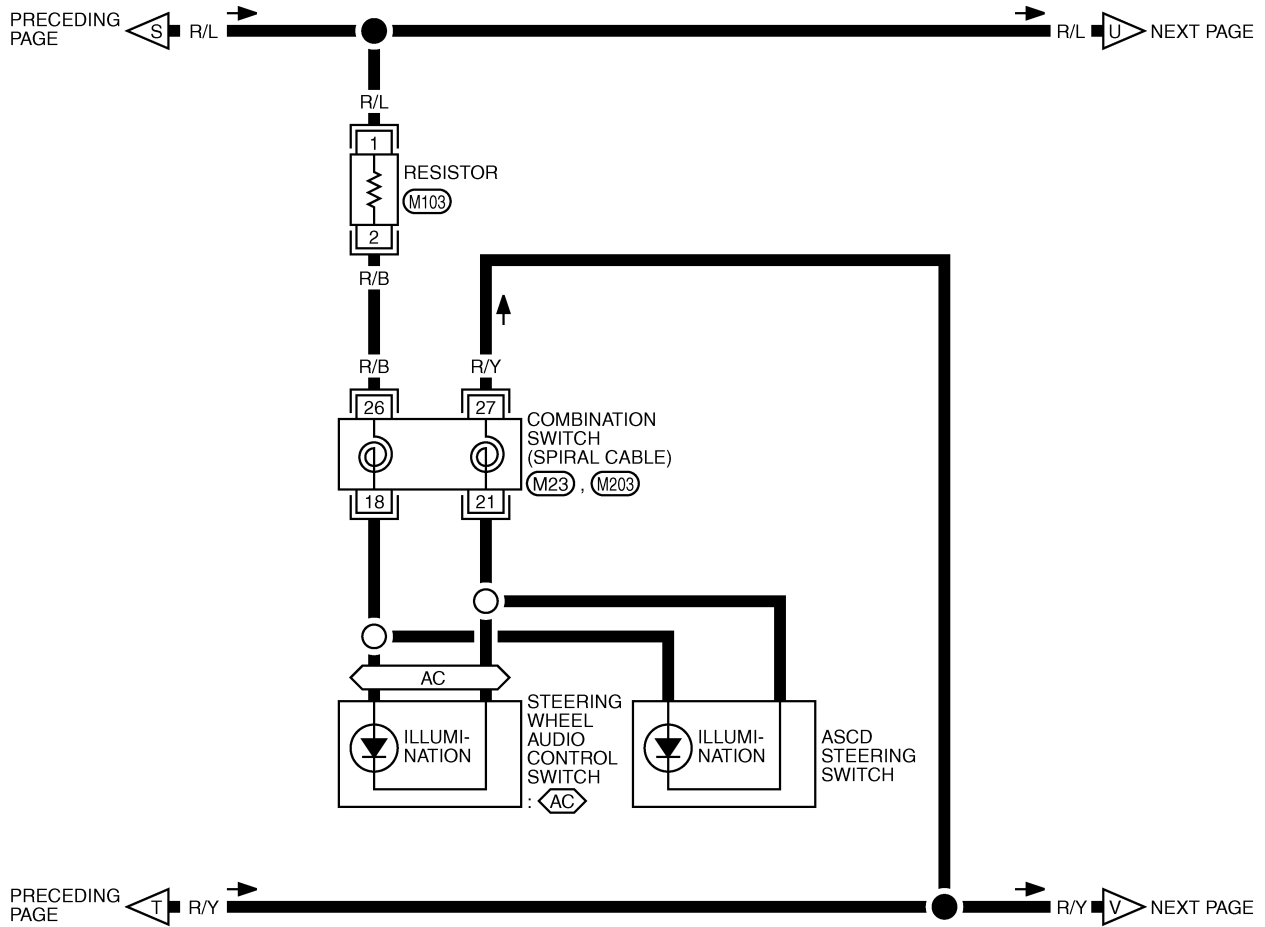 PRECEDING
PAGE
S
R/L
R/L
U
NEXT PAGE
R/L
1
RESISTOR
M103
2
R/B
R/B
R/Y
26
27
COMBINATION
SWITCH
(SPIRAL CABLE)
M23 , M203
18
21
AC
STEERING
WHEEL
AUDIO
CONTROL
SWITCH
: AC
ILLUMI-
NATION
ILLUMI-
NATION
ASCD
STEERING
SWITCH
PRECEDING
PAGE
T
R/Y
R/Y
V
NEXT PAGE